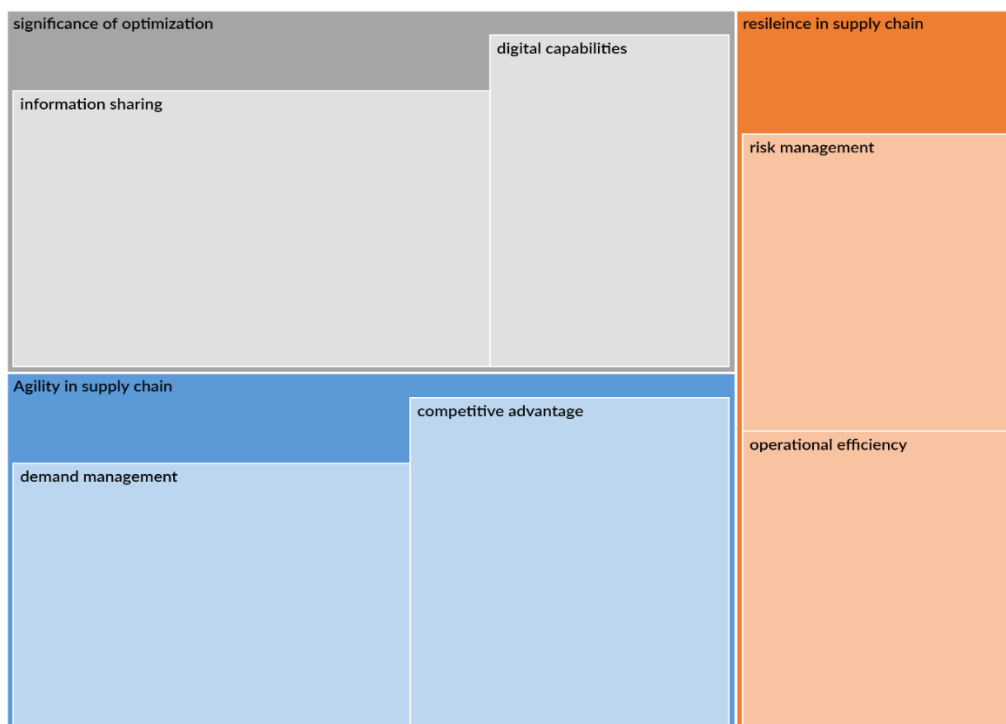 significance of optimization
digital capabilities
information sharing
resileince in supply chain
risk management
operational efficiency
Agility in supply chain
competitive advantage
demand management